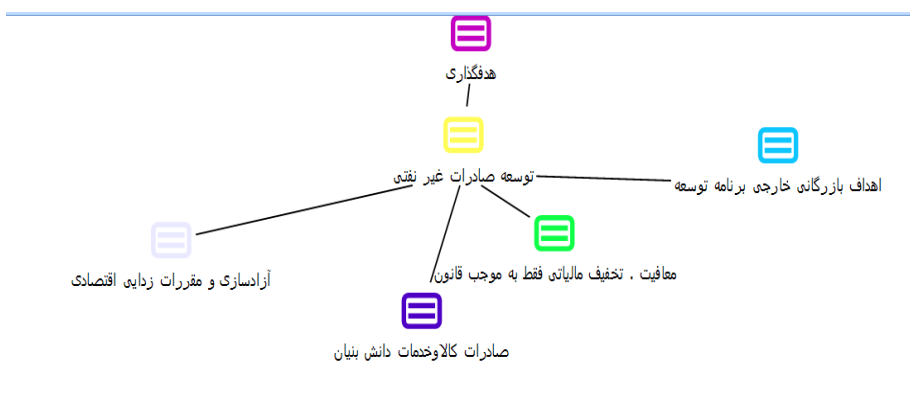 هدفگذاری
توسعه صادرات غیر نفتی
اهداف بازرگانی خارجی برنامه توسعه
آزادسازی و مقررات زدایی اقتصادی
معافیت ، تخفیف مالیاتی فقط به موجب قانون
صادرات کالاوخدمات دانش بنیان